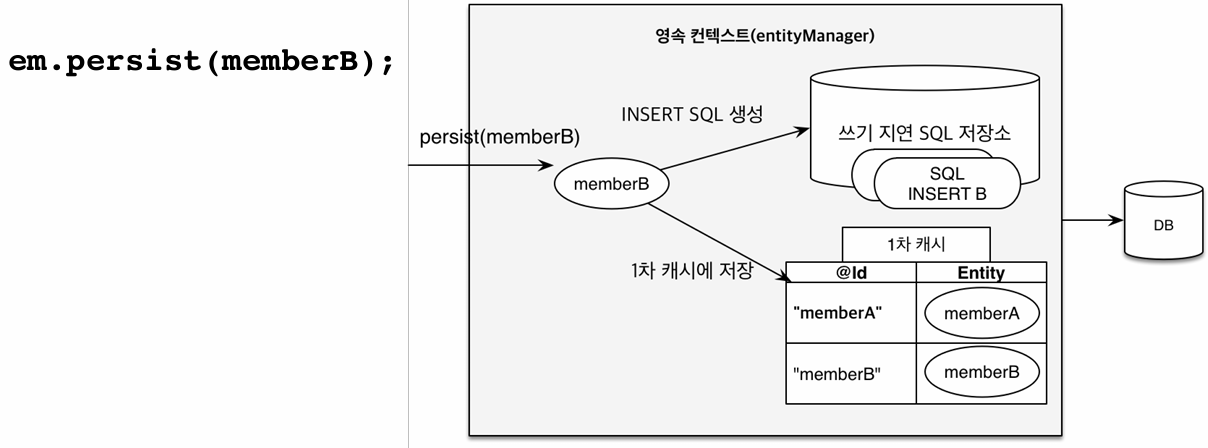 em.persist(memberB);
영속 컨텍스트(entityManager)
INSERT SQL 생성
persist(memberB)
memberB
쓰기 지연 SQL 저장소
SQL
INSERT B
DB
1차 캐시에 저장
1차 캐시
@Id Entity
"memberA" memberA
"memberB" memberB